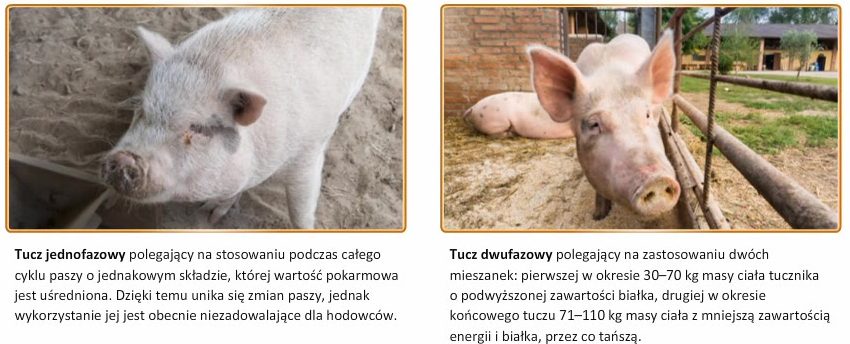 Tucz jednofazowy polegający na stosowaniu podczas całego
cyklu paszy o jednakowym składzie, której wartość pokarmowa
jest uśredniona. Dzięki temu unika się zmian paszy, jednak
wykorzystanie jej jest obecnie niezadowalające dla hodowców.
Tucz dwufazowy polegający na zastosowaniu dwóch
mieszanek: pierwszej w okresie 30–70 kg masy ciała tucznika
o podwyższonej zawartości białka, drugiej w okresie
końcowego tuczu 71–110 kg masy ciała z mniejszą zawartością
energii i białka, przez co tańszą.